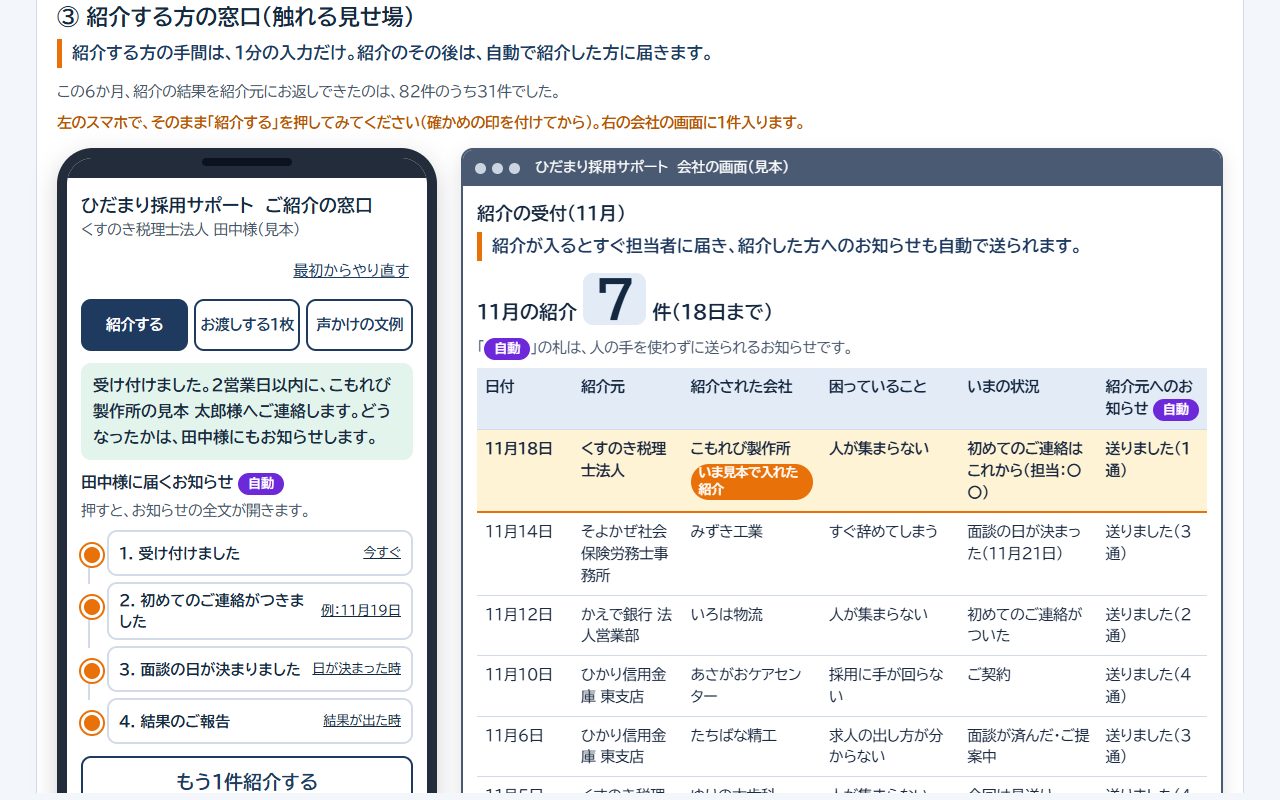 ③ 紹介する方の窓口（触れる見せ場）
紹介する方の手間は、1分の入力だけ。紹介のその後は、自動で紹介した方に届きます。
この6か月、紹介の結果を紹介元にお返しできたのは、82件のうち31件でした。
左のスマホで、そのまま「紹介する」を押してみてください（確かめの印を付けてから）。右の会社の画面に1件入ります。
ひだまり採用サポート ご紹介の窓口
くすのき税理士法人 田中様（見本）
最初からやり直す
紹介する お渡しする1枚 声かけの文例
受け付けました。2営業日以内に、こもれび
製作所の見本 太郎様へご連絡します。どう
なったかは、田中様にもお知らせします。
田中様に届くお知らせ 自動
押すと、お知らせの全文が開きます。
1. 受け付けました 今すぐ
2. 初めてのご連絡がつきま
した 例：11月19日
3. 面談の日が決まりました 日が決まった時
4. 結果のご報告 結果が出た時
もう1件紹介する
ひだまり採用サポート 会社の画面（見本）
紹介の受付（11月）
紹介が入るとすぐ担当者に届き、紹介した方へのお知らせも自動で送られます。
11月の紹介 7 件（18日まで）
「自動」の札は、人の手を使わずに送られるお知らせです。
日付 紹介元 紹介された会社 困っていること いまの状況 紹介元へのお
知らせ 自動
11月18日 くすのき税理 こもれび製作所 人が集まらない 初めてのご連絡は 送りました（1
士法人 いま見本で入れた これから（担当：〇 通）
紹介 〇）
11月14日 そよかぜ社会 みずき工業 すぐ辞めてしまう 面談の日が決まっ 送りました（3
保険労務士事 た（11月21日） 通）
務所
11月12日 かえで銀行 法 いろは物流 人が集まらない 初めてのご連絡が 送りました（2
人営業部 ついた 通）
11月10日 ひかり信用金 あさがおケアセン 採用に手が回らな ご契約 送りました（4
庫 東支店 ター い 通）
11月6日 ひかり信用金 たちばな精工 求人の出し方が分 面談が済んだ・ご提 送りました（3
庫 東支店 からない 案中 通）